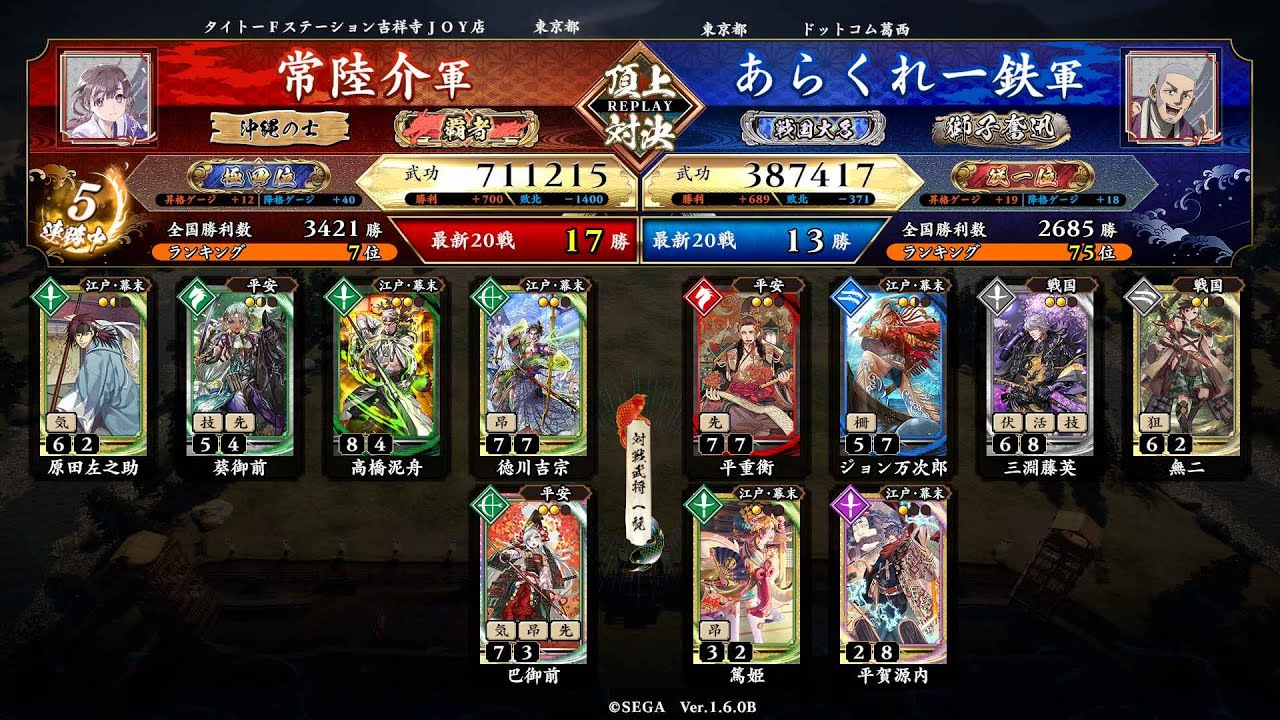 タイトーFステーション吉祥寺JOY店 東京都
東京都 ドットコム葛西
常陸介軍
頂上
REPLAY
対決
あらくれ一鉄軍
沖縄の士 覇者
戦国大名 獅子奮迅
5
連勝中
極四位
昇格ゲージ +12 降格ゲージ +40
武功 711215
勝利 +700 敗北 -1400
武功 387417
勝利 +689 敗北 -371
一位
昇格ゲージ +19 降格ゲージ +18
全国勝利数 3421勝
ランキング 7位
最新20戦 17勝
最新20戦 13勝
全国勝利数 2685勝
ランキング 75位
江戸・幕末
気
6 2
原田左之助
平安
技 先
5 4
葵御前
江戸・幕末
8 4
高橋泥舟
江戸・幕末
昂
7 7
徳川吉宗
平安
気 昂 先
7 3
巴御前
対戦武将一覧
平安
先
7 7
平重衡
江戸・幕末
柵
5 7
ジョン万次郎
戦国
伏 活 技
6 8
三淵藤英
戦国
狙
6 2
無二
江戸・幕末
昂
3 2
篤姫
江戸・幕末
2 8
平賀源内
©SEGA Ver.1.6.0B